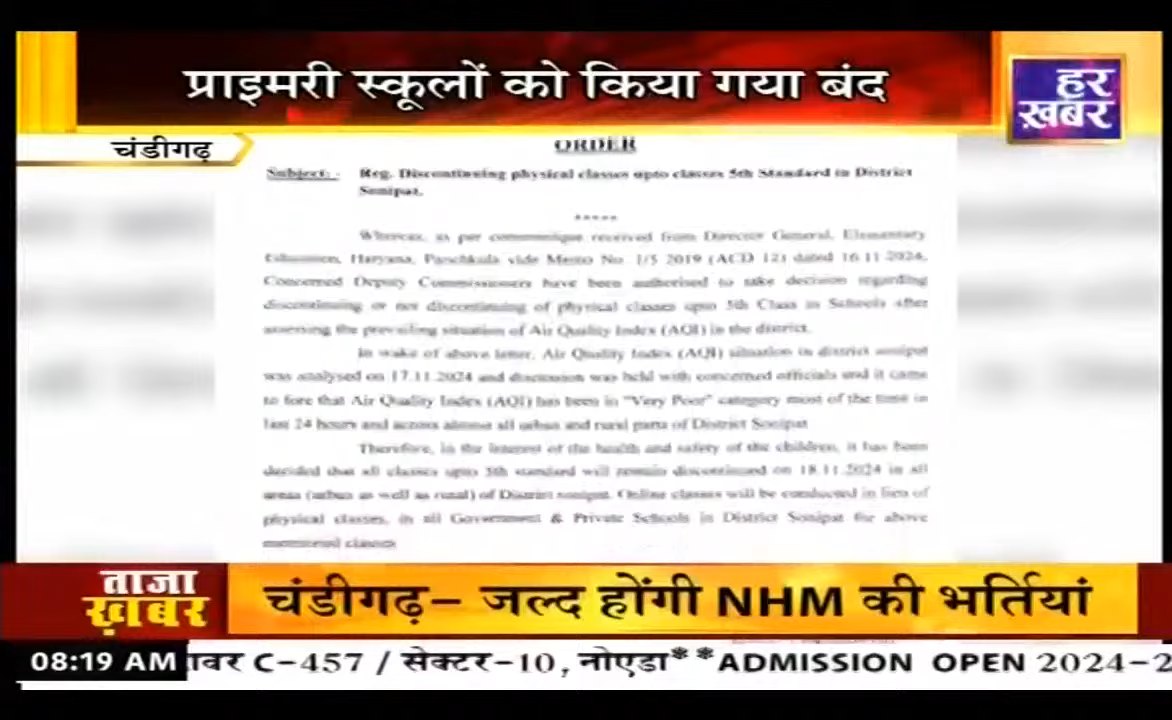 प्राइमरी स्कूलों को किया गया बंद
हर
ख़बर
चंडीगढ़
ORDER
Subject: - Reg. Discontinuing physical classes upto classes 5th Standard in District
Sonipat.
*****
Whereas, as per communique received from Director General, Elementary
Education, Haryana, Panchkula vide Memo No. 1/5 2019 (ACD 12) dated 16.11.2024,
Concerned Deputy Commissioners have been authorised to take decision regarding
discontinuing or not discontinuing of physical classes upto 5th Class in Schools after
assessing the prevailing situation of Air Quality Index (AQI) in the district.
In wake of above letter, Air Quality Index (AQI) situation in district sonipat
was analysed on 17.11.2024 and discussion was held with concerned officials and it came
to fore that Air Quality Index (AQI) has been in "Very Poor" category most of the time in
last 24 hours and across almost all urban and rural parts of District Sonipat
Therefore, in the interest of the health and safety of the children, it has been
decided that all classes upto 5th standard will remain discontinued on 18.11.2024 in all
areas (urban as well as rural) of District sonipat. Online classes will be conducted in lieu of
physical classes, in all Government & Private Schools in District Sonipat for above
mentioned classes
ताजा
ख़बर
चंडीगढ़– जल्द होंगी NHM की भर्तियां
08:19 AM
C-457 / सेक्टर-10, नोएडा**ADMISSION OPEN 2024-2